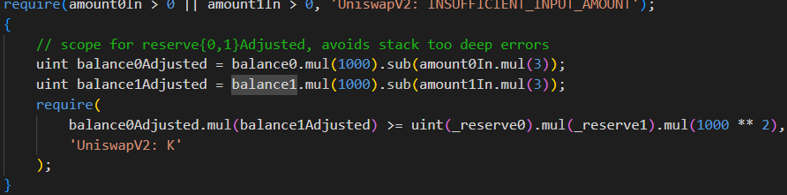 require(amount0In > 0 || amount1In > 0, 'UniswapV2: INSUFFICIENT_INPUT_AMOUNT');
{
// scope for reserve{0,1}Adjusted, avoids stack too deep errors
uint balance0Adjusted = balance0.mul(1000).sub(amount0In.mul(3));
uint balance1Adjusted = balance1.mul(1000).sub(amount1In.mul(3));
require(
balance0Adjusted.mul(balance1Adjusted) >= uint(_reserve0).mul(_reserve1).mul(1000 ** 2),
'UniswapV2: K'
);
}